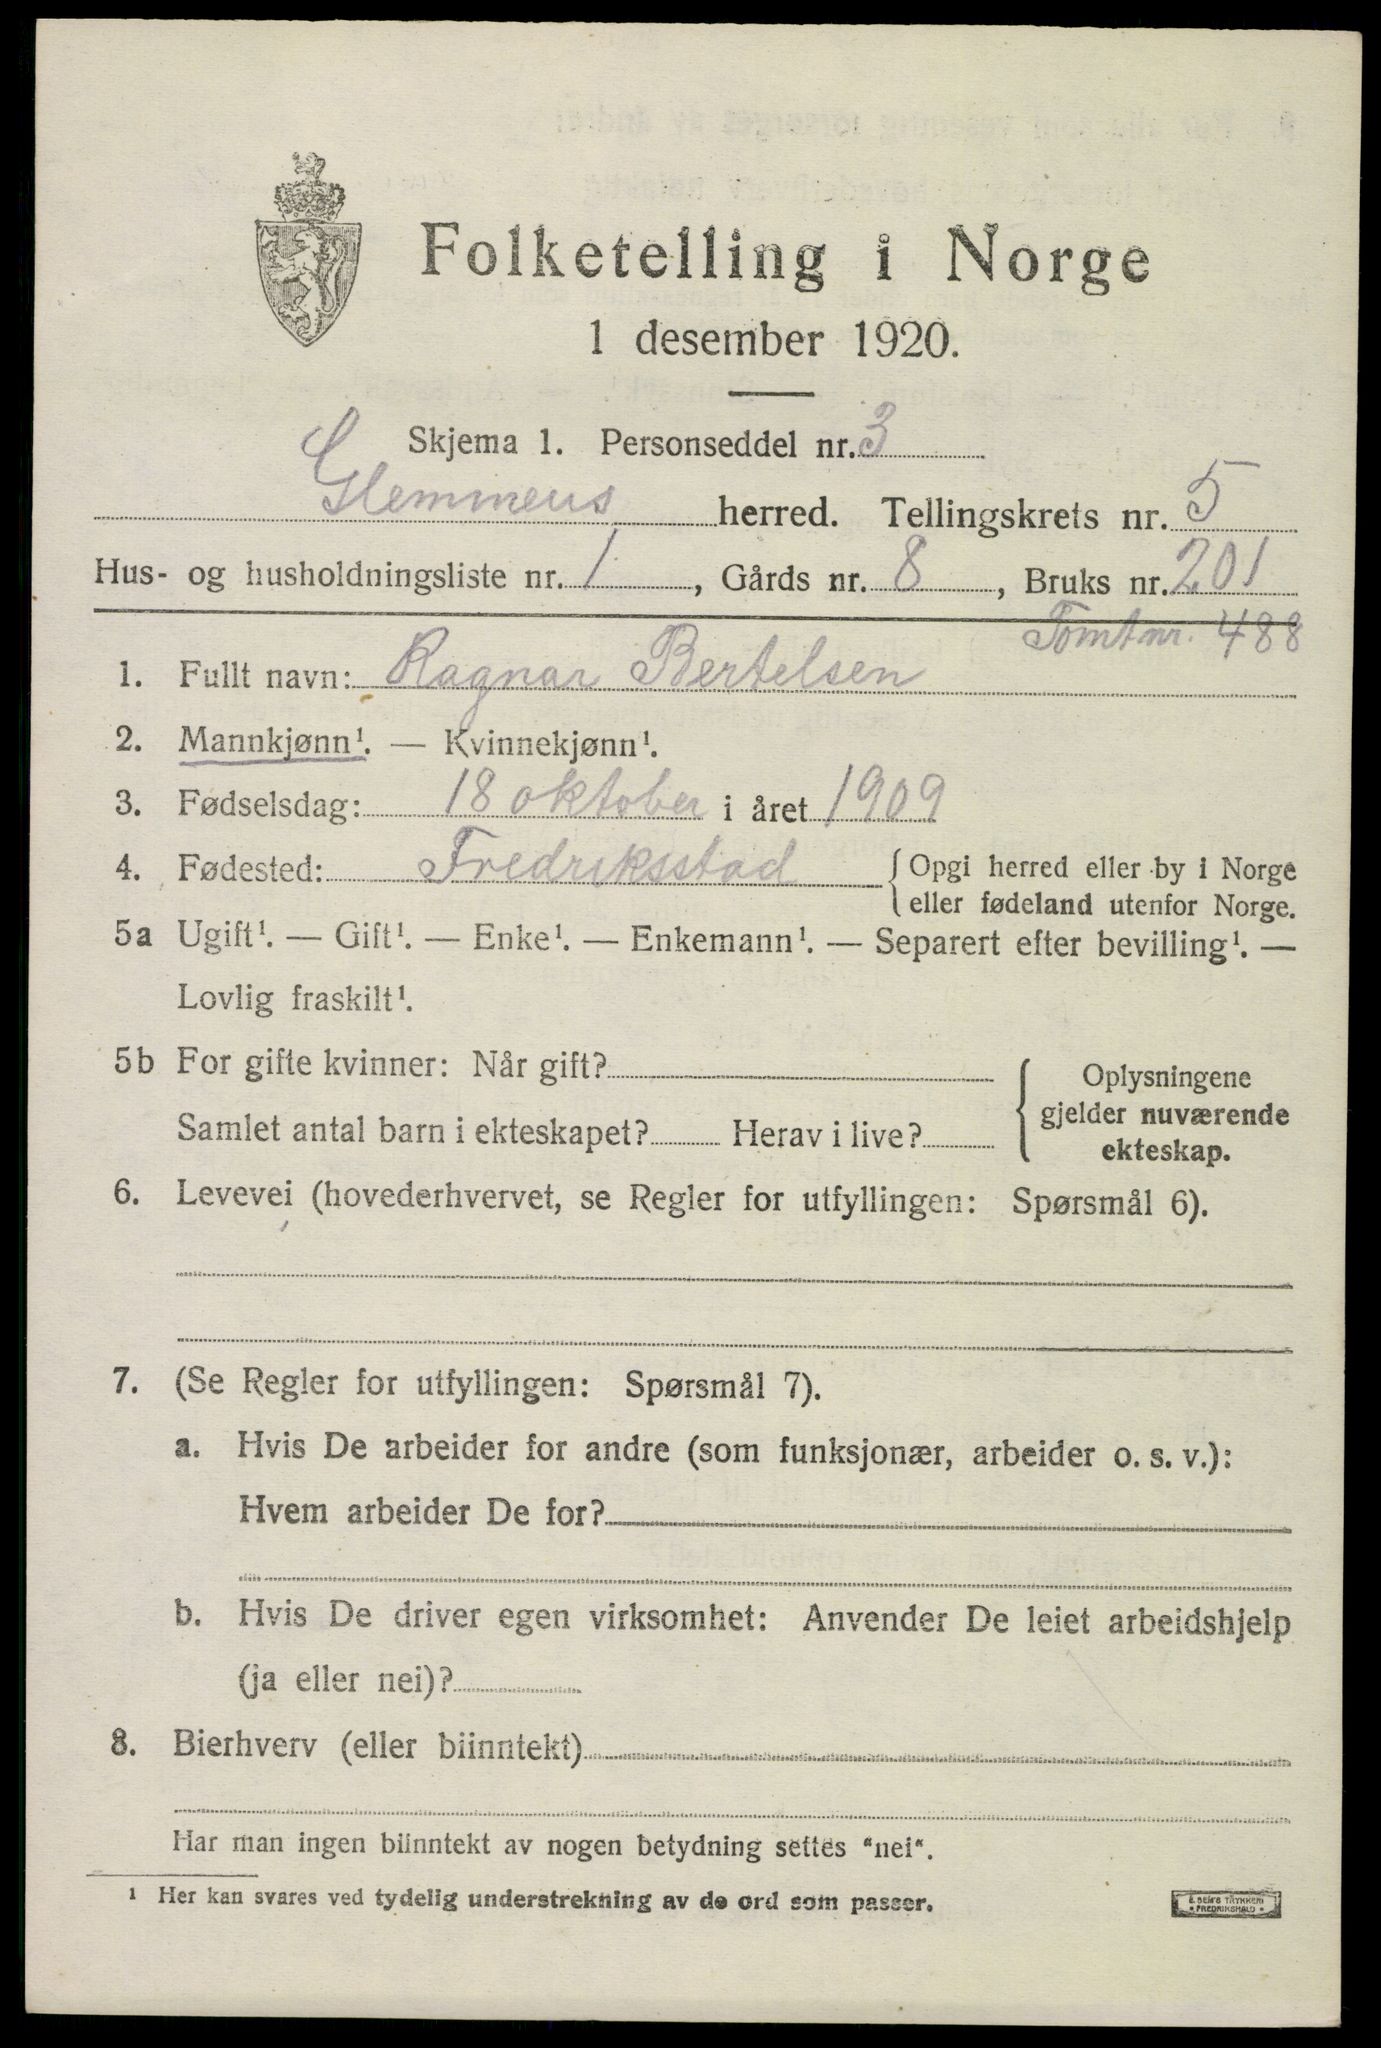 Folketelling i Norge
1 desember 1920.
Skjema 1. Personseddel nr. 3
Glemmens herred. Tellingskrets nr. 5
Hus- og husholdningsliste nr. 1, Gårds nr. 8, Bruks nr. 201
Tomtnr. 488
1. Fullt navn: Ragnar Bertelsen
2. Mannkjønn¹. — Kvinnekjønn¹.
3. Fødselsdag: 18 oktober i året 1909
4. Fødested: Fredriksstad { Opgi herred eller by i Norge
eller fødeland utenfor Norge.
5a Ugift¹. — Gift¹. — Enke¹. — Enkemann¹. — Separert efter bevilling¹. —
Lovlig fraskilt¹.
5b For gifte kvinner: Når gift?
Samlet antal barn i ekteskapet? Herav i live?
{ Oplysningene
gjelder nuværende
ekteskap.
6. Levevei (hovederhvervet, se Regler for utfyllingen: Spørsmål 6).
7. (Se Regler for utfyllingen: Spørsmål 7).
a. Hvis De arbeider for andre (som funksjonær, arbeider o. s. v.):
Hvem arbeider De for?
b. Hvis De driver egen virksomhet: Anvender De leiet arbeidshjelp
(ja eller nei)?
8. Bierhverv (eller biinntekt)
Har man ingen biinntekt av nogen betydning settes “nei“.
¹ Her kan svares ved tydelig understrekning av de ord som passer.
E. SEM'S TRYKKERI
• FREDRIKSHALD •